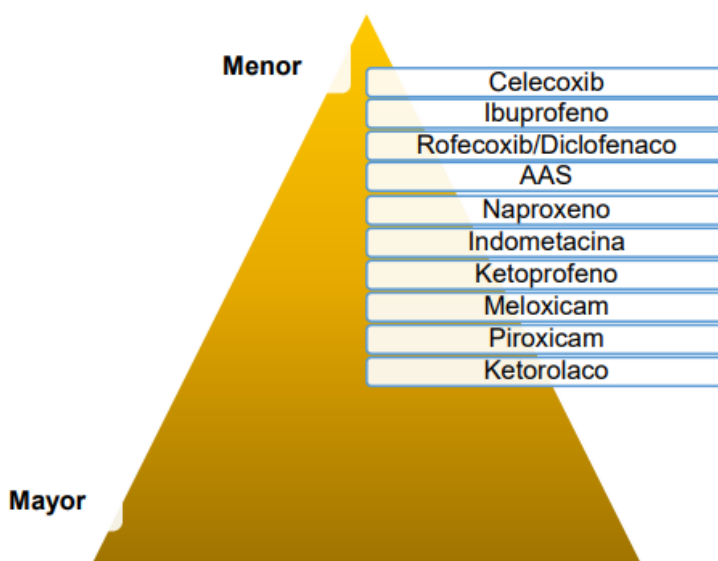 Menor
Celecoxib
Ibuprofeno
Rofecoxib/Diclofenaco
AAS
Naproxeno
Indometacina
Ketoprofeno
Meloxicam
Piroxicam
Ketorolaco
Mayor